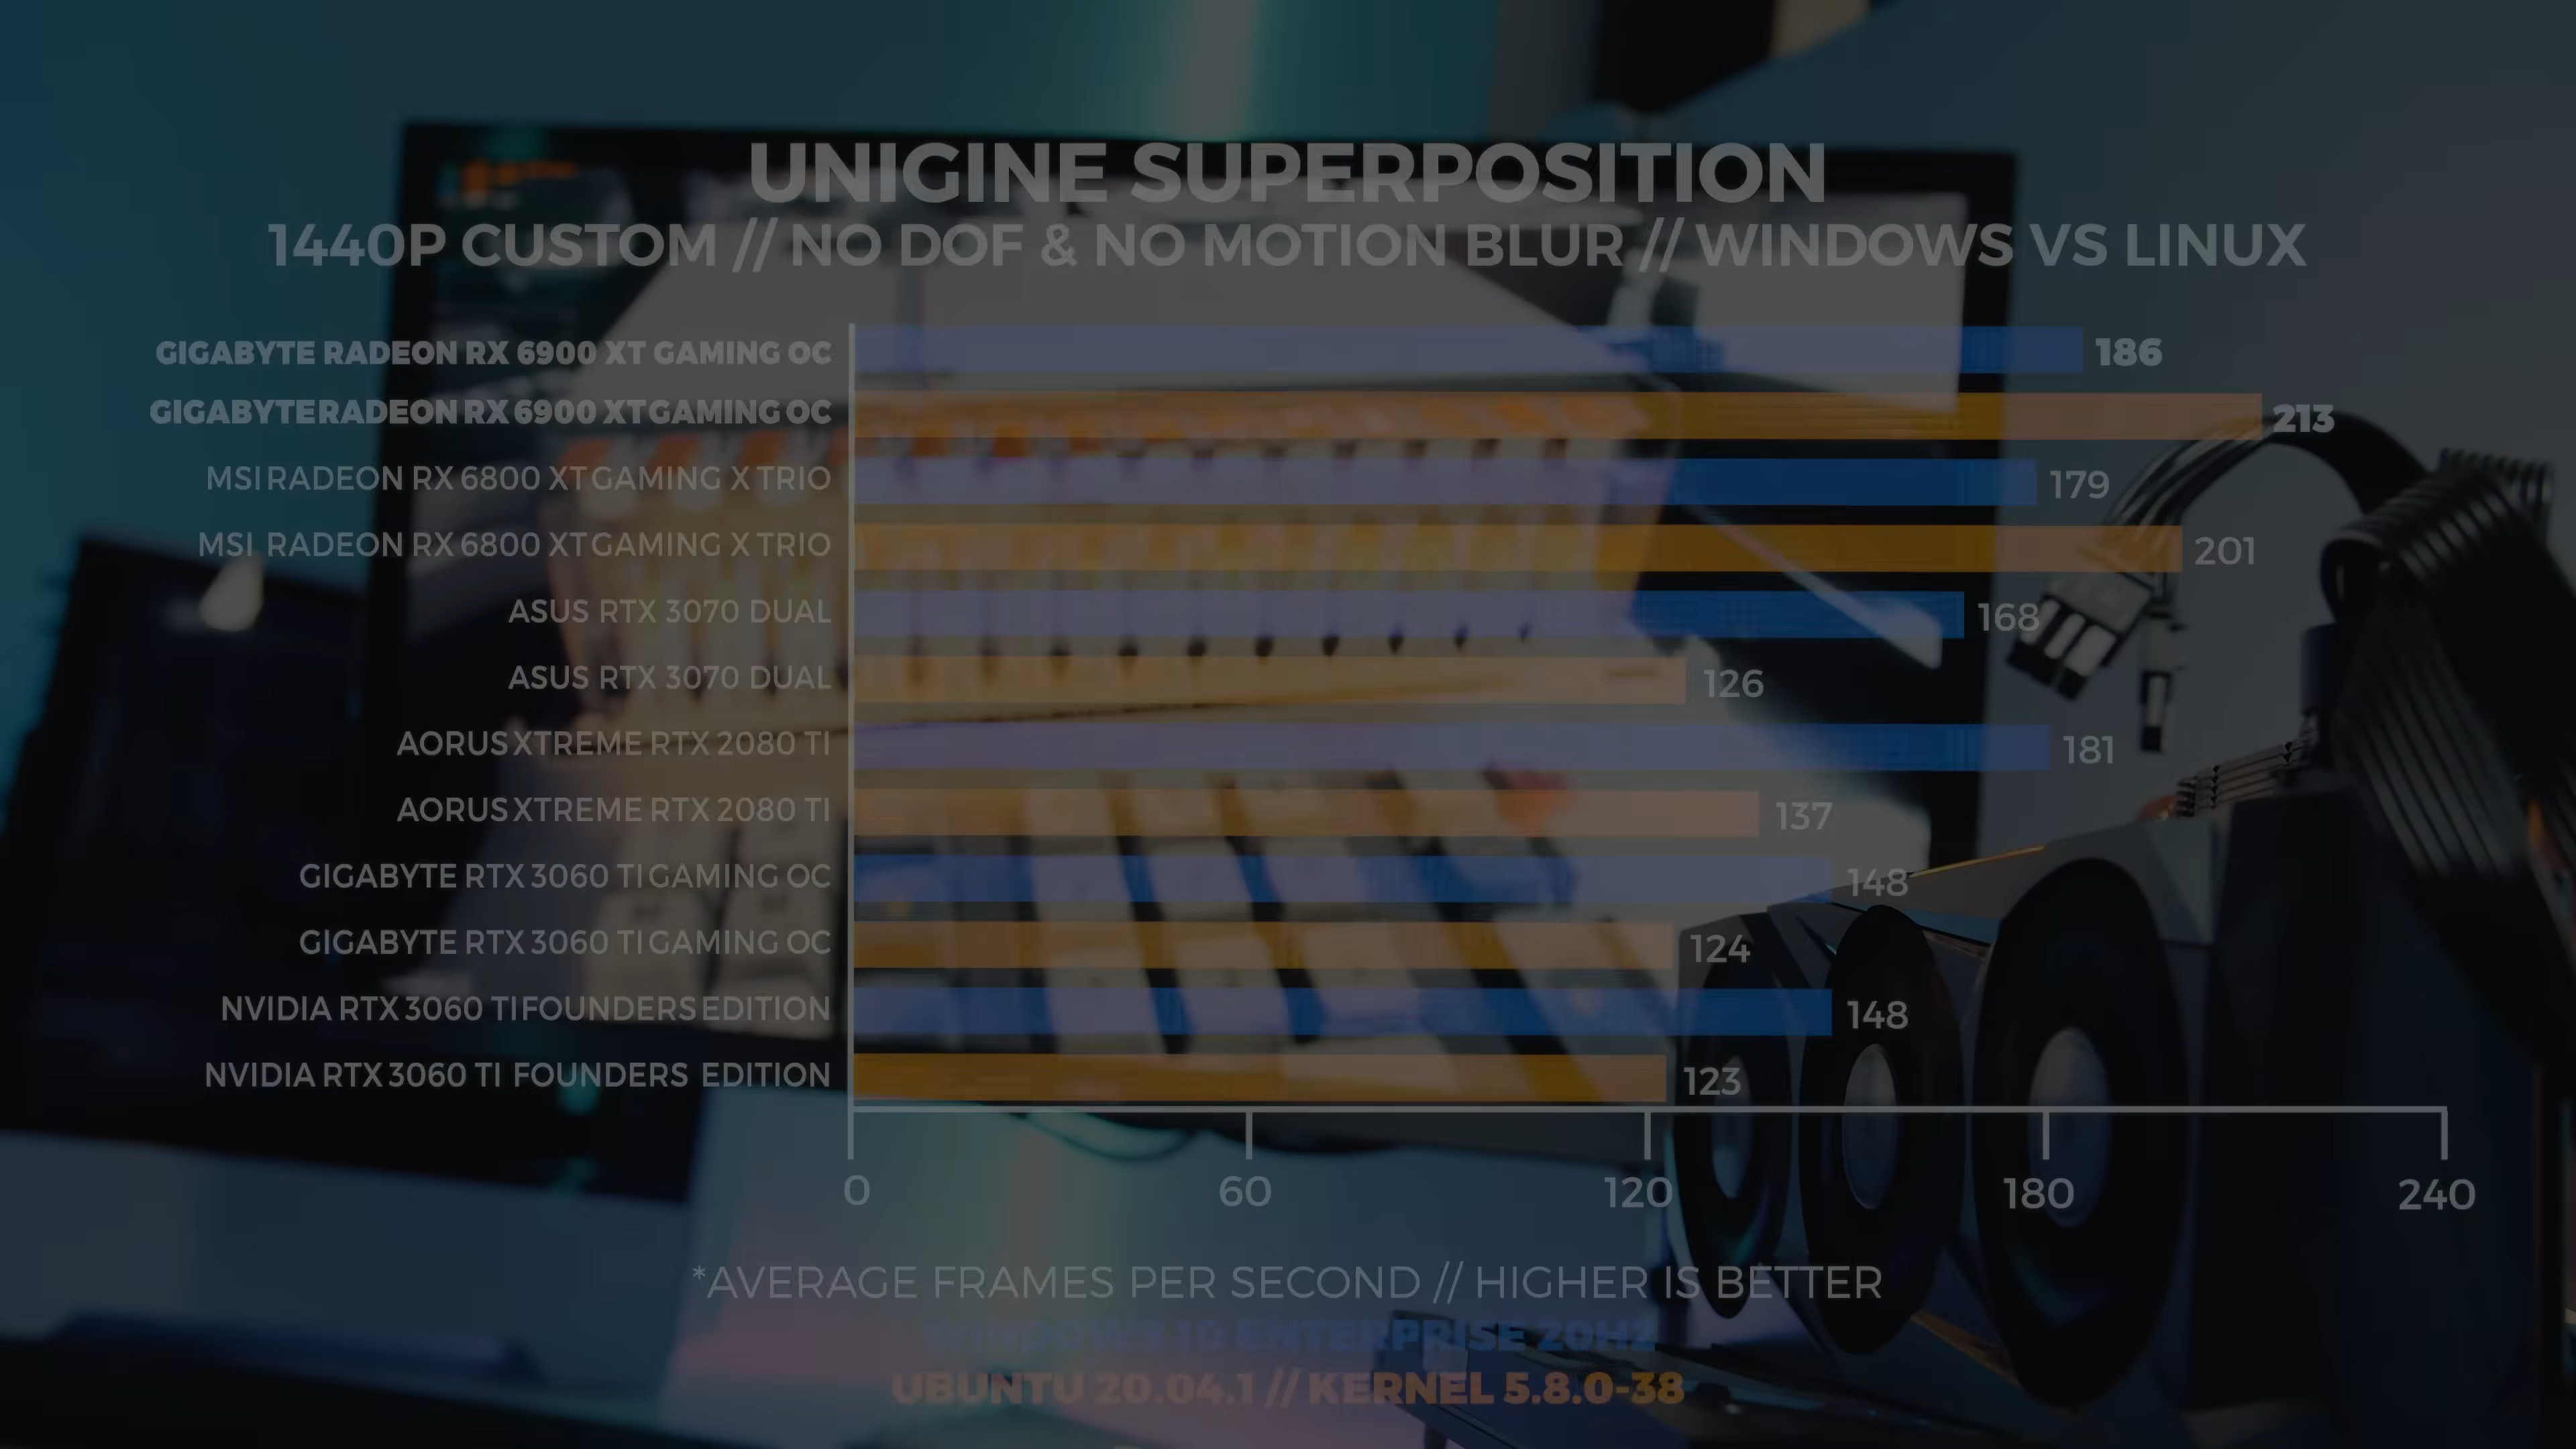 UNIGINE SUPERPOSITION
1440P CUSTOM // NO DOF & NO MOTION BLUR // WINDOWS VS LINUX
GIGABYTE RADEON RX 6900 XT GAMING OC 186
GIGABYTE RADEON RX 6900 XT GAMING OC 213
MSI RADEON RX 6800 XT GAMING X TRIO 179
MSI RADEON RX 6800 XT GAMING X TRIO 201
ASUS RTX 3070 DUAL 168
ASUS RTX 3070 DUAL 126
AORUS XTREME RTX 2080 TI 181
AORUS XTREME RTX 2080 TI 137
GIGABYTE RTX 3060 TI GAMING OC 148
GIGABYTE RTX 3060 TI GAMING OC 124
NVIDIA RTX 3060 TI FOUNDERS EDITION 148
NVIDIA RTX 3060 TI FOUNDERS EDITION 123
0 60 120 180 240
*AVERAGE FRAMES PER SECOND // HIGHER IS BETTER
WINDOWS 10 ENTERPRISE 20H2
UBUNTU 20.04.1 // KERNEL 5.8.0-38